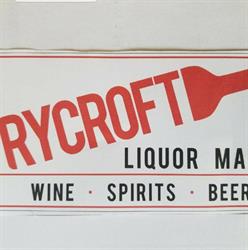 RYCROFT
LIQUOR MA
WINE • SPIRITS • BEER